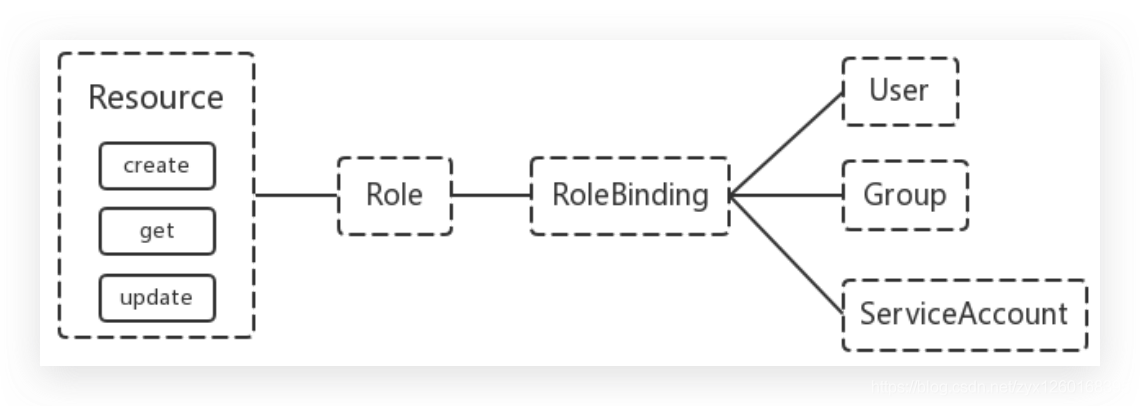 Resource
create
get
update
Role
RoleBinding
User
Group
ServiceAccount